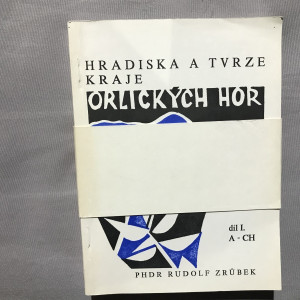 HRADISKA A TVRZE
KRAJE
ORLICKÝCH HOR
díl I.
A - CH
PHDR RUDOLF ZRŮBEK